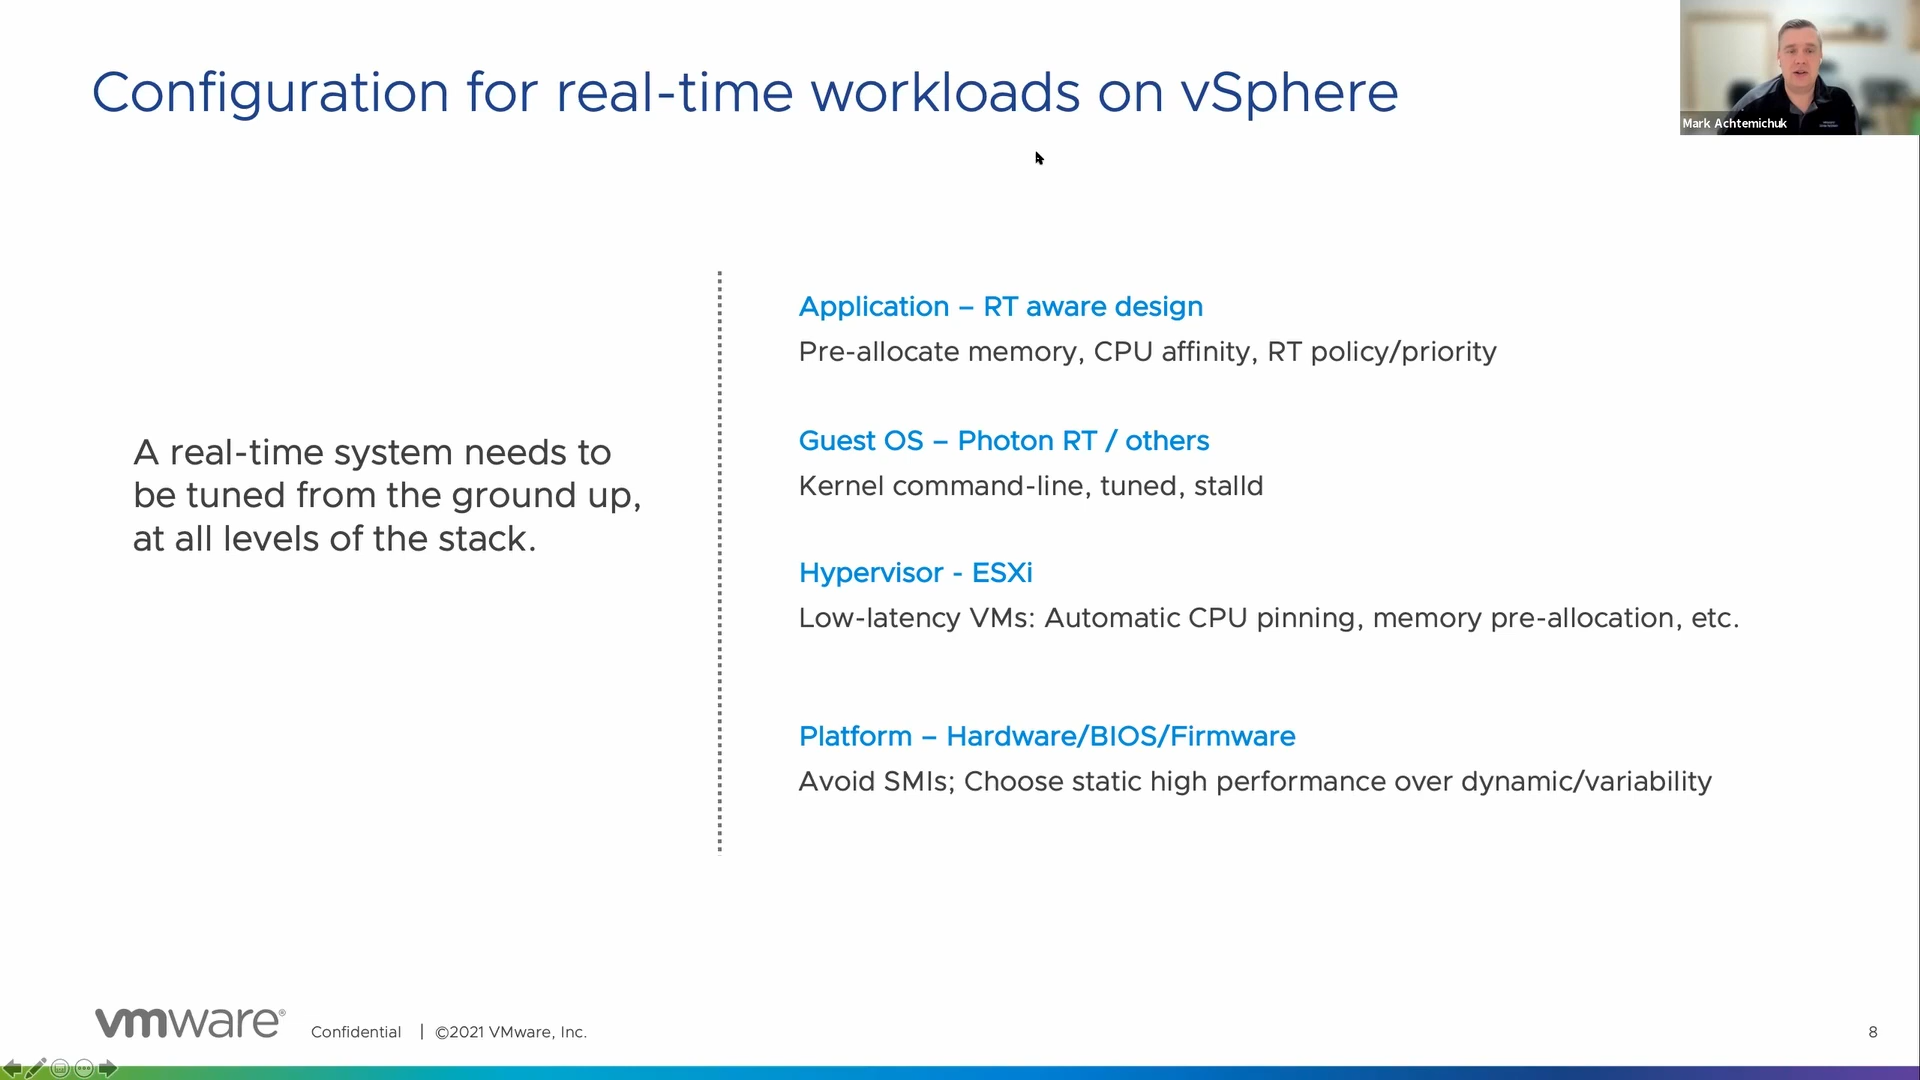 Configuration for real-time workloads on vSphere
Mark Achtemichuk
A real-time system needs to
be tuned from the ground up,
at all levels of the stack.
Application – RT aware design
Pre-allocate memory, CPU affinity, RT policy/priority
Guest OS – Photon RT / others
Kernel command-line, tuned, stalld
Hypervisor - ESXi
Low-latency VMs: Automatic CPU pinning, memory pre-allocation, etc.
Platform – Hardware/BIOS/Firmware
Avoid SMIs; Choose static high performance over dynamic/variability
vmware® Confidential | ©2021 VMware, Inc. 8